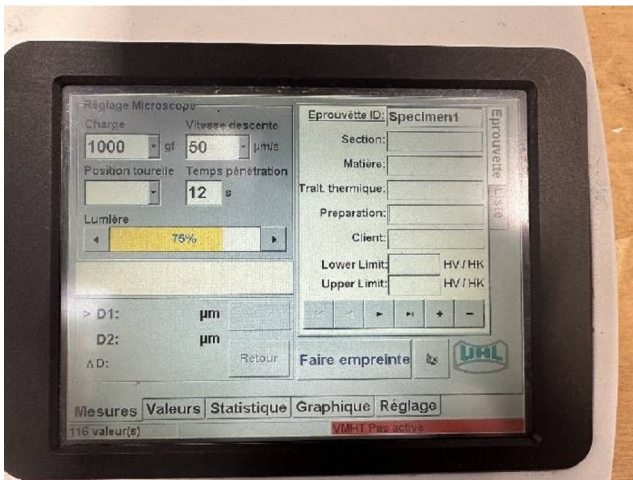 Réglage Microscope
Charge
Vitesse descente
1000 gf
50 µm/s
Position tourelle
Temps pénétration
12 s
Lumière
75%
> D1: µm
D2: µm
ΔD:
Retour
Eprouvètte ID: Specimen1
Section:
Matière:
Trait. thermique.
Preparation:
Client:
Lower Limit: HV / HK
Upper Limit: HV / HK
Eprouvette
Liste
Faire empreinte
UHL
Mesures Valeurs Statistique Graphique Réglage
116 valeur(s)
VMHT Pas activé